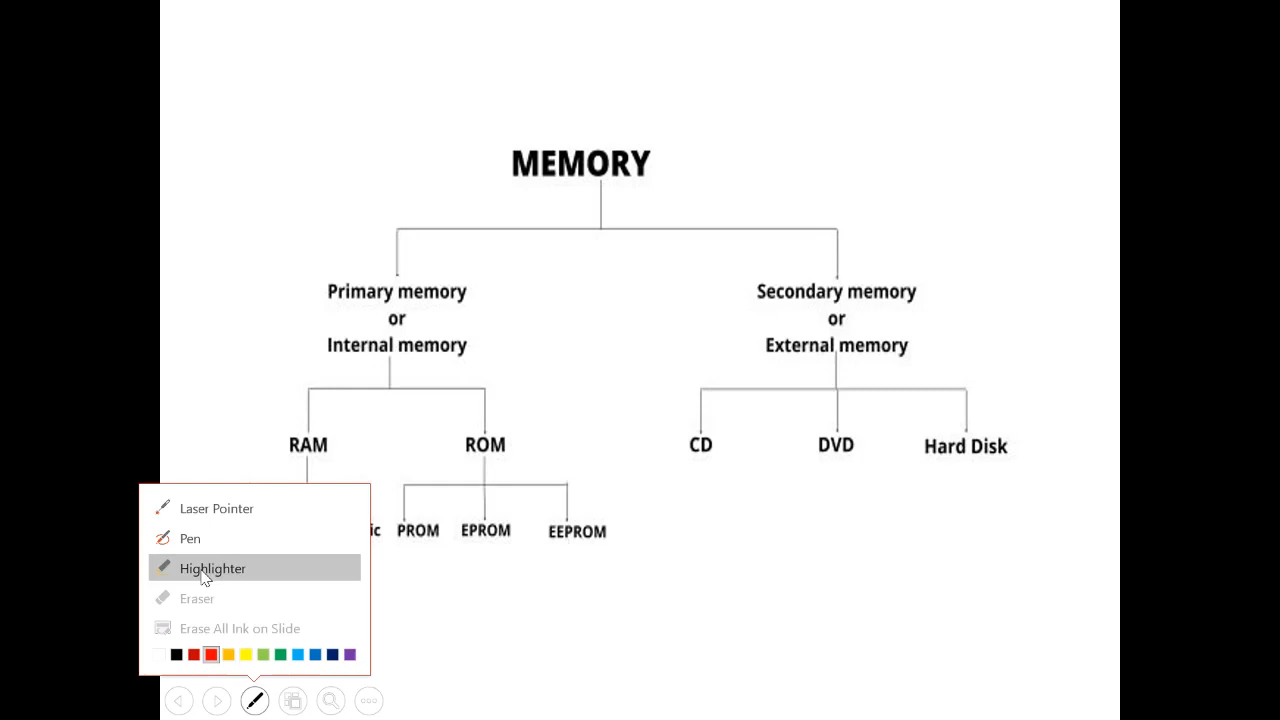 MEMORY
Primary memory
or
Internal memory
Secondary memory
or
External memory
RAM
ROM
CD
DVD
Hard Disk
ic
PROM
EPROM
EEPROM
Laser Pointer
Pen
Highlighter
Eraser
Erase All Ink on Slide